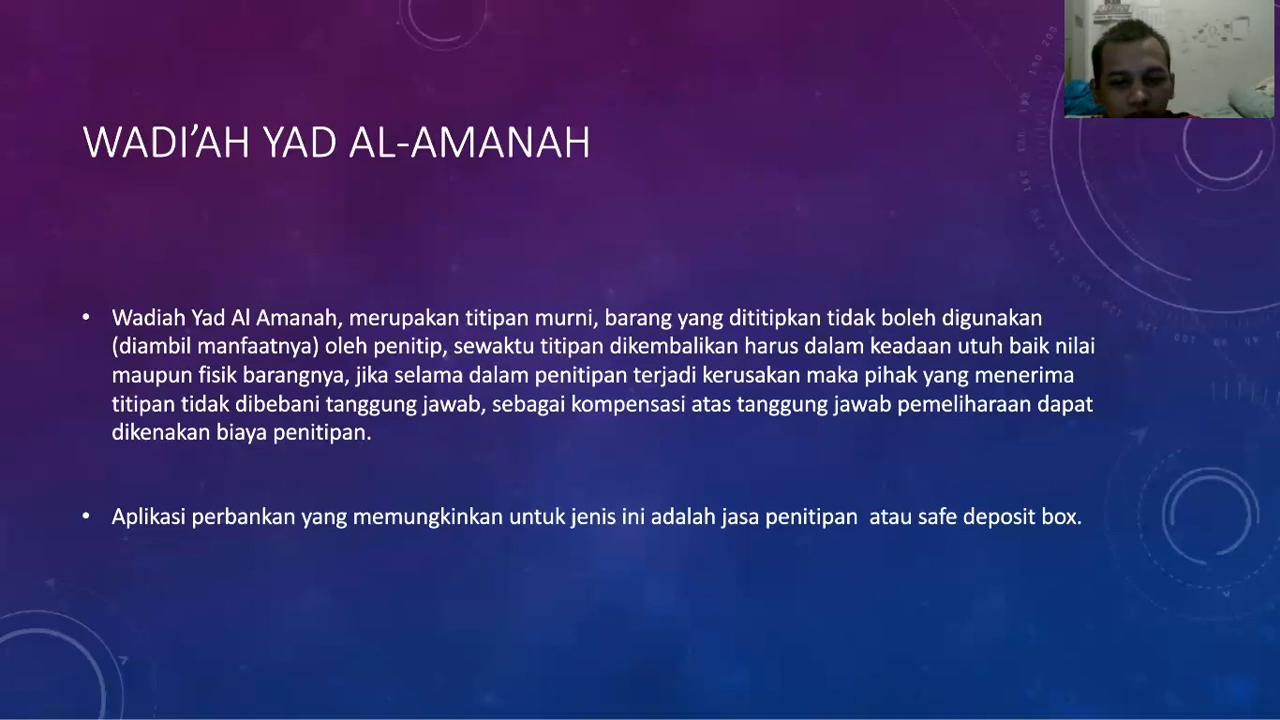 WADI’AH YAD AL-AMANAH
• Wadiah Yad Al Amanah, merupakan titipan murni, barang yang dititipkan tidak boleh digunakan
(diambil manfaatnya) oleh penitip, sewaktu titipan dikembalikan harus dalam keadaan utuh baik nilai
maupun fisik barangnya, jika selama dalam penitipan terjadi kerusakan maka pihak yang menerima
titipan tidak dibebani tanggung jawab, sebagai kompensasi atas tanggung jawab pemeliharaan dapat
dikenakan biaya penitipan.
• Aplikasi perbankan yang memungkinkan untuk jenis ini adalah jasa penitipan  atau safe deposit box.